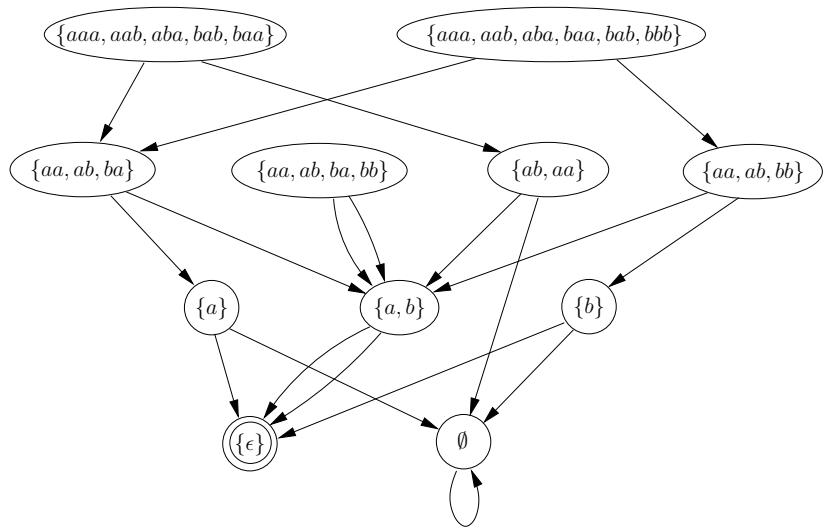 {aaa, aab, aba, bab, baa} {aaa, aab, aba, baa, bab, bbb}
{aa, ab, ba} {aa, ab, ba, bb} {ab, aa} {aa, ab, bb}
{a} {a, b} {b}
{ϵ} ∅